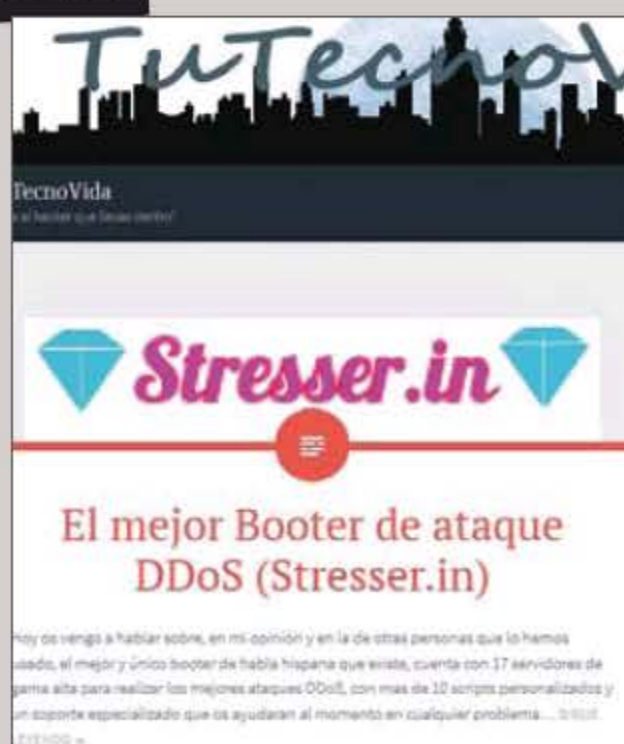 TuTecnoV
TecnoVida
Stresser.in
El mejor Booter de ataque
DDoS (Stresser.in)
hoy os vengo a hablar sobre, en mi opinión y en la de otras personas que lo hemos
usado, el mejor y único booter de habla hispana que existe, cuenta con 17 servidores de
gama alta para realizar los mejores ataques DDoS, con mas de 10 scripts personalizados y
un soporte especializado que os ayudaran al momento en cualquier problema...